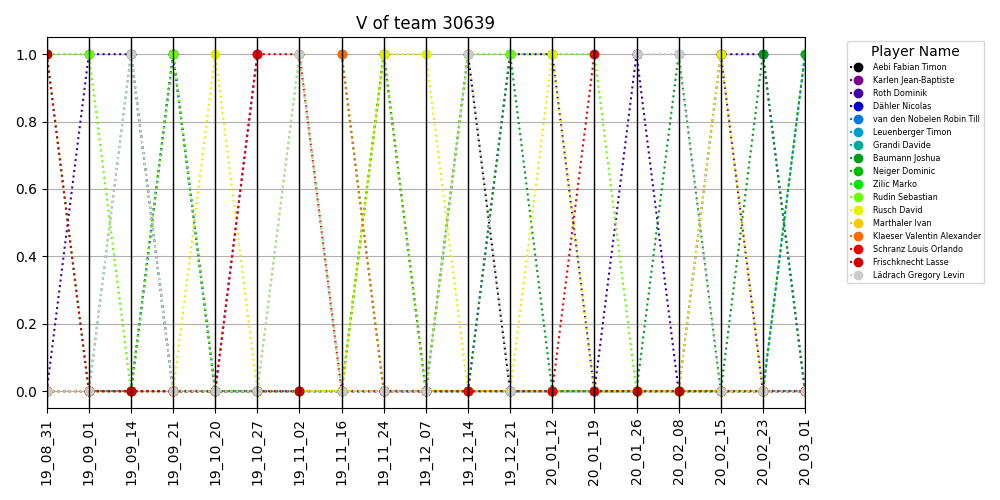 V of team 30639
1.0
0.8
0.6
0.4
0.2
0.0
19_08_31
19_09_01
19_09_14
19_09_21
19_10_20
19_10_27
19_11_02
19_11_16
19_11_24
19_12_07
19_12_14
19_12_21
20_01_12
20_01_19
20_01_26
20_02_08
20_02_15
20_02_23
20_03_01
Player Name
Aebi Fabian Timon
Karlen Jean-Baptiste
Roth Dominik
Dähler Nicolas
van den Nobelen Robin Till
Leuenberger Timon
Grandi Davide
Baumann Joshua
Neiger Dominic
Zilic Marko
Rudin Sebastian
Rusch David
Marthaler Ivan
Klaeser Valentin Alexander
Schranz Louis Orlando
Frischknecht Lasse
Lädrach Gregory Levin